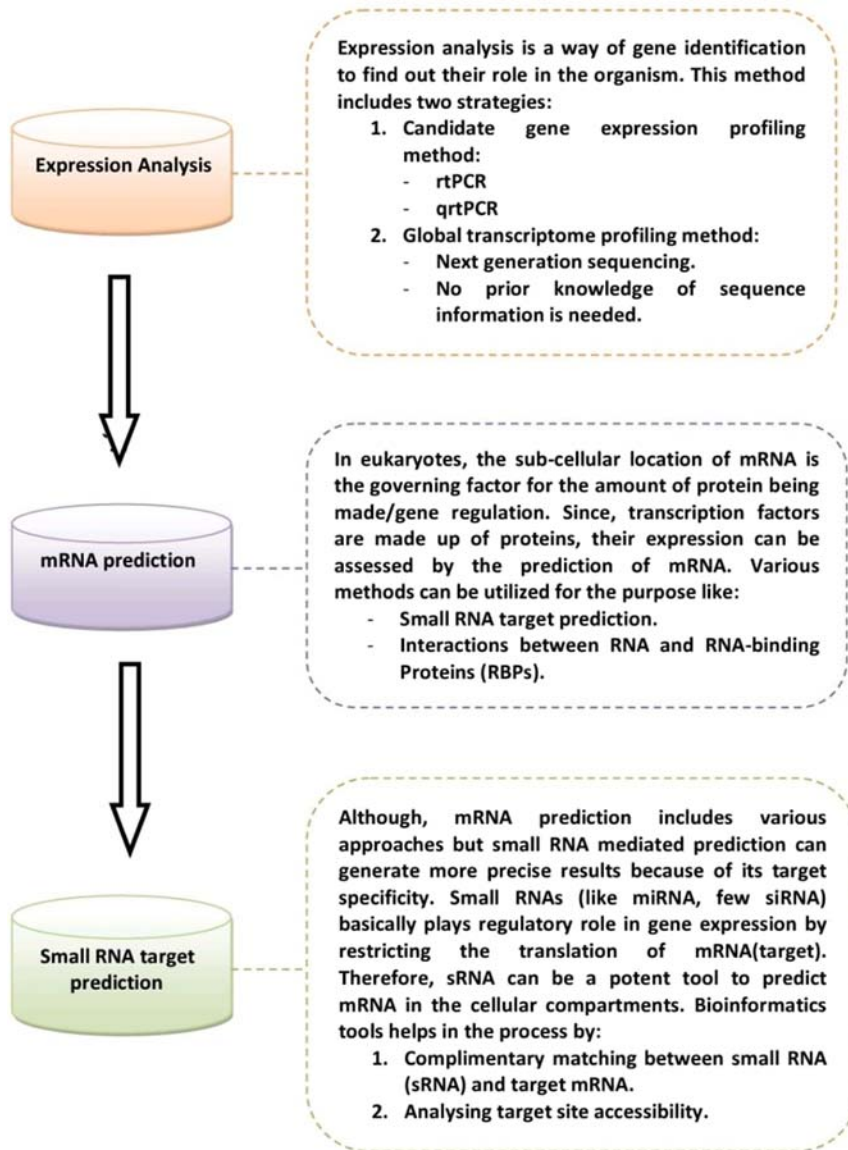 Expression Analysis
Expression analysis is a way of gene identification
to find out their role in the organism. This method
includes two strategies:
1. Candidate gene expression profiling
method:
- rtPCR
- qrtPCR
2. Global transcriptome profiling method:
- Next generation sequencing.
- No prior knowledge of sequence
information is needed.
mRNA prediction
In eukaryotes, the sub-cellular location of mRNA is
the governing factor for the amount of protein being
made/gene regulation. Since, transcription factors
are made up of proteins, their expression can be
assessed by the prediction of mRNA. Various
methods can be utilized for the purpose like:
- Small RNA target prediction.
- Interactions between RNA and RNA-binding
Proteins (RBPs).
Small RNA target
prediction
Although, mRNA prediction includes various
approaches but small RNA mediated prediction can
generate more precise results because of its target
specificity. Small RNAs (like miRNA, few siRNA)
basically plays regulatory role in gene expression by
restricting the translation of mRNA(target).
Therefore, sRNA can be a potent tool to predict
mRNA in the cellular compartments. Bioinformatics
tools helps in the process by:
1. Complimentary matching between small RNA
(sRNA) and target mRNA.
2. Analysing target site accessibility.